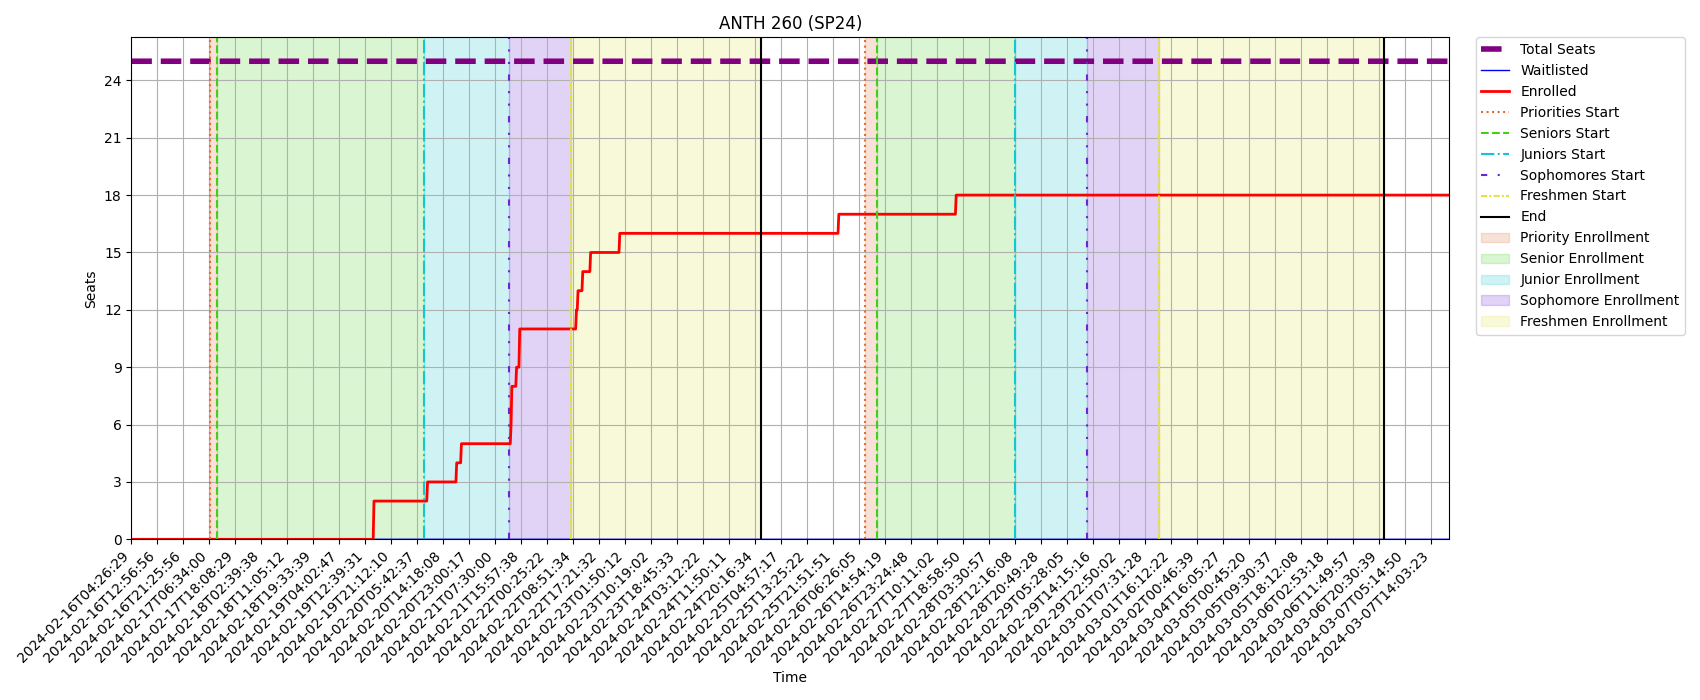 ANTH 260 (SP24)
Seats
24
21
18
15
12
9
6
3
0
2024-02-16T04:26:29
2024-02-16T12:56:56
2024-02-16T21:25:56
2024-02-17T06:34:00
2024-02-17T18:08:29
2024-02-18T02:39:38
2024-02-18T11:05:12
2024-02-18T19:33:39
2024-02-19T04:02:47
2024-02-19T12:39:31
2024-02-19T21:12:10
2024-02-20T05:42:37
2024-02-20T14:18:05
2024-02-20T23:00:17
2024-02-21T07:30:00
2024-02-21T15:57:38
2024-02-22T00:25:22
2024-02-22T08:51:34
2024-02-22T17:21:32
2024-02-23T01:50:12
2024-02-23T10:19:02
2024-02-23T18:45:33
2024-02-24T03:12:22
2024-02-24T11:50:11
2024-02-24T20:16:34
2024-02-25T04:57:17
2024-02-25T13:25:22
2024-02-25T21:51:51
2024-02-26T06:26:05
2024-02-26T14:54:19
2024-02-26T23:24:48
2024-02-27T10:11:02
2024-02-27T18:58:50
2024-02-28T03:30:57
2024-02-28T12:16:08
2024-02-28T20:49:28
2024-02-29T05:28:05
2024-02-29T14:15:16
2024-02-29T22:50:02
2024-03-01T07:31:28
2024-03-01T16:12:22
2024-03-02T00:46:39
2024-03-04T16:05:27
2024-03-05T00:45:20
2024-03-05T09:30:37
2024-03-05T18:12:08
2024-03-06T02:53:18
2024-03-06T11:49:57
2024-03-06T20:30:39
2024-03-07T05:14:50
2024-03-07T14:03:23
Time
Total Seats
Waitlisted
Enrolled
Priorities Start
Seniors Start
Juniors Start
Sophomores Start
Freshmen Start
End
Priority Enrollment
Senior Enrollment
Junior Enrollment
Sophomore Enrollment
Freshmen Enrollment